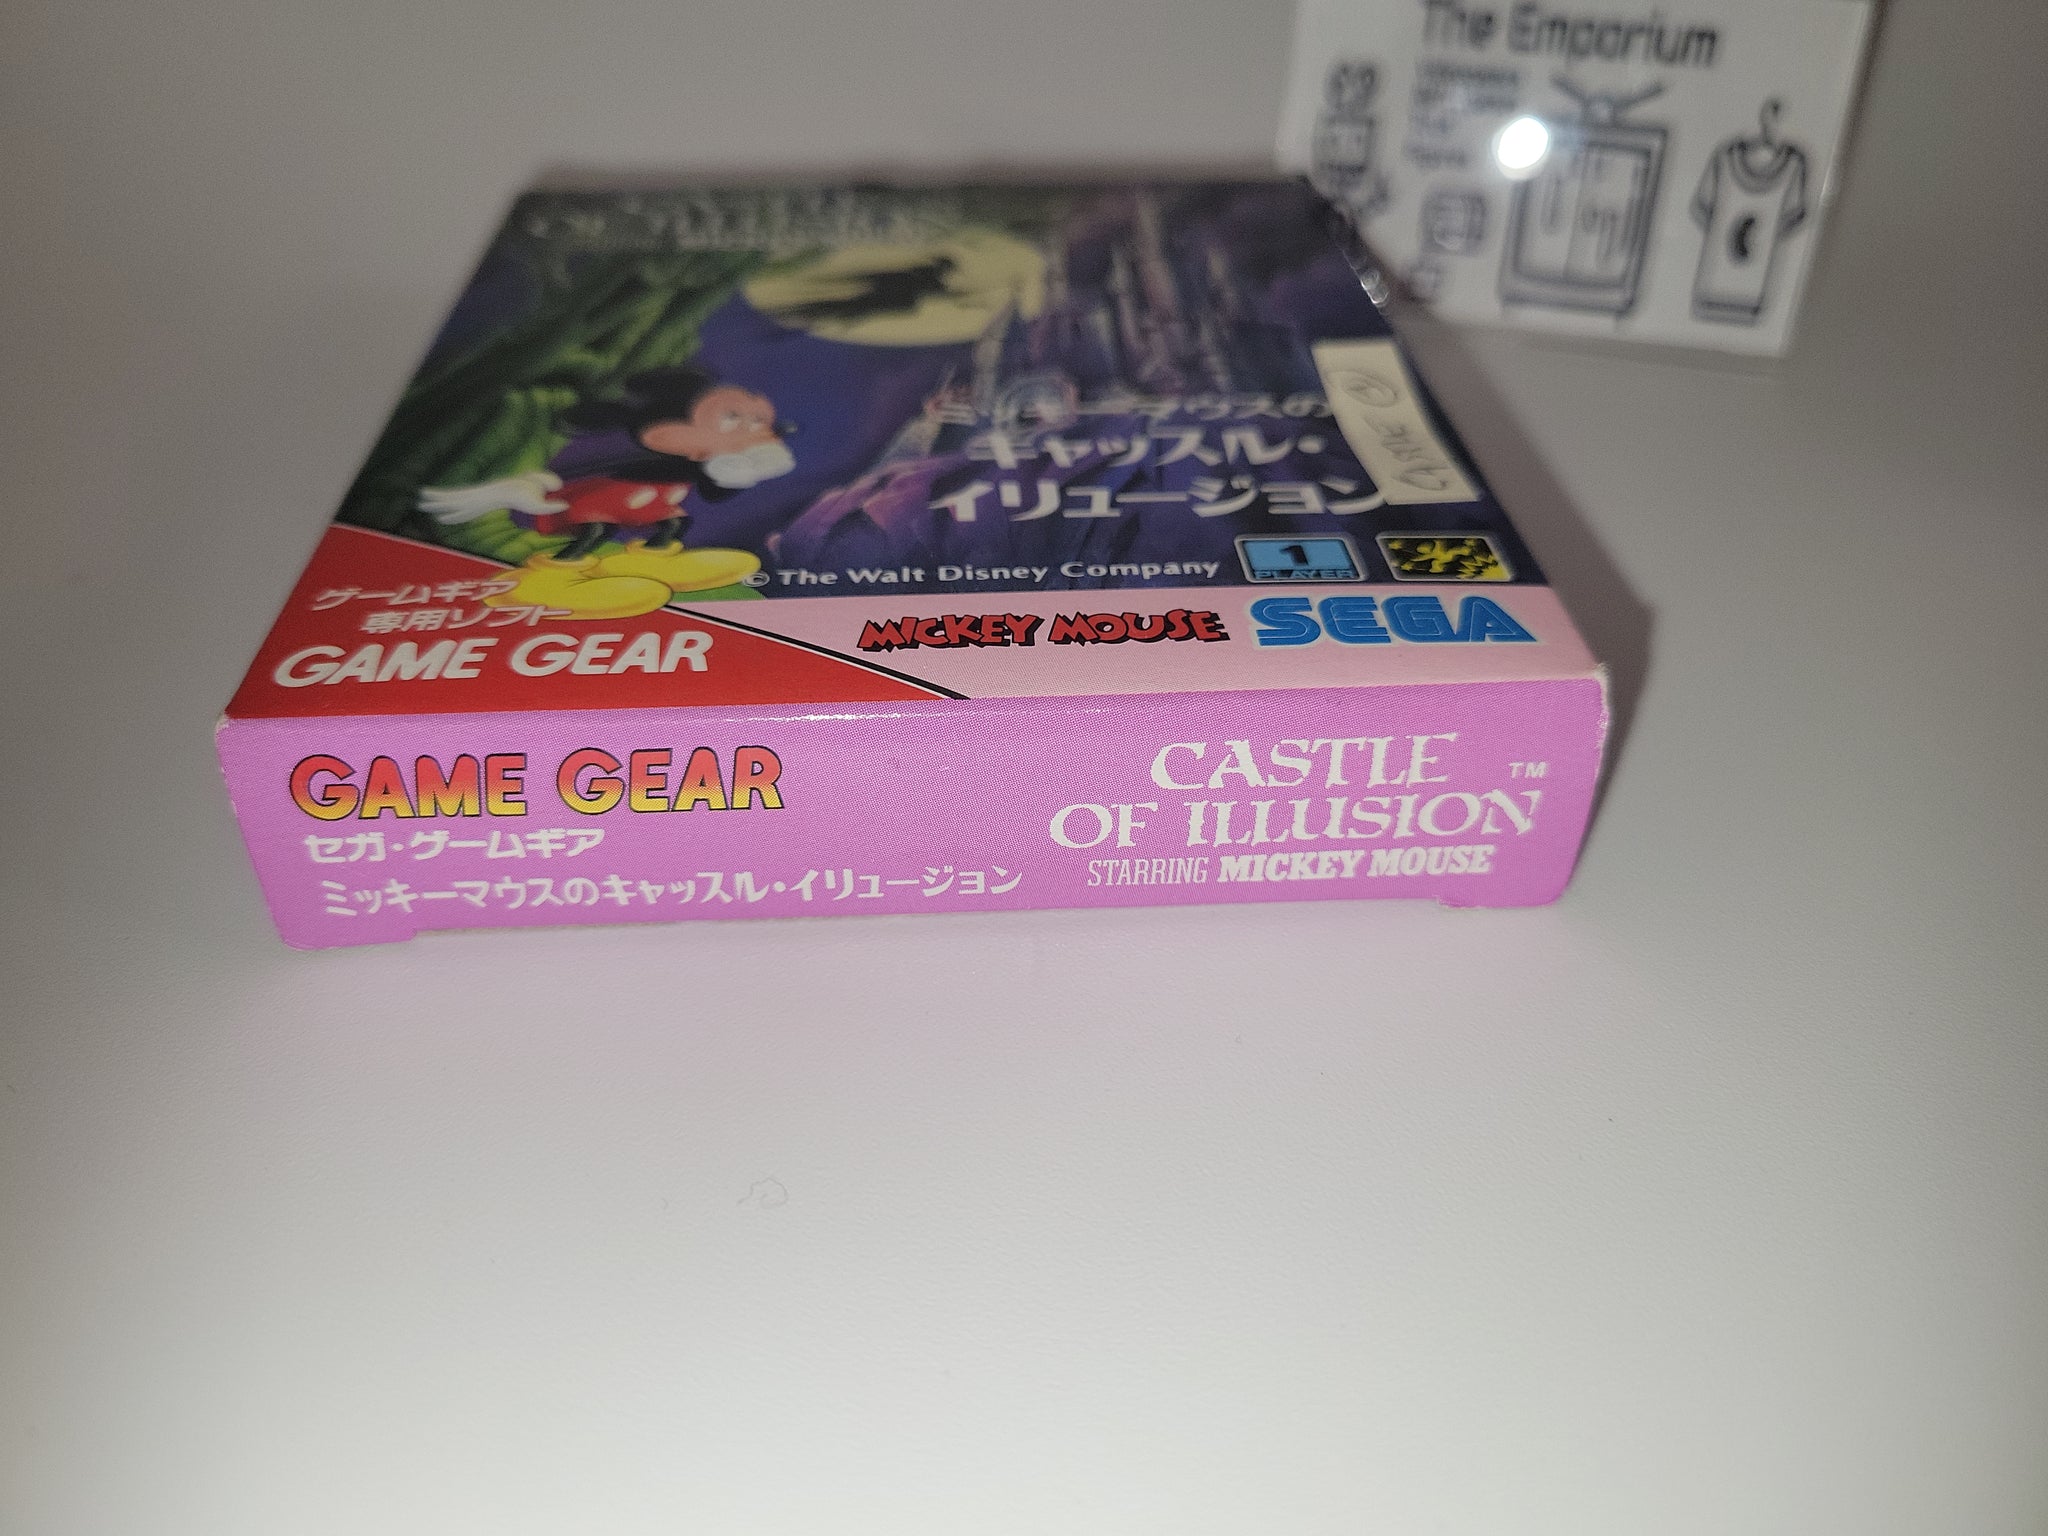 The Emporium
OF ILLUSION
ミッキーマウスの
キャッスル・
イリュージョン
GAME
© The Walt Disney Company
1
PLAYER
ゲームギア
専用ソフト
GAME GEAR
MICKEY MOUSE
SEGA
GAME GEAR
セガ・ゲームギア
ミッキーマウスのキャッスル・イリュージョン
CASTLE
OF ILLUSION™
STARRING MICKEY MOUSE